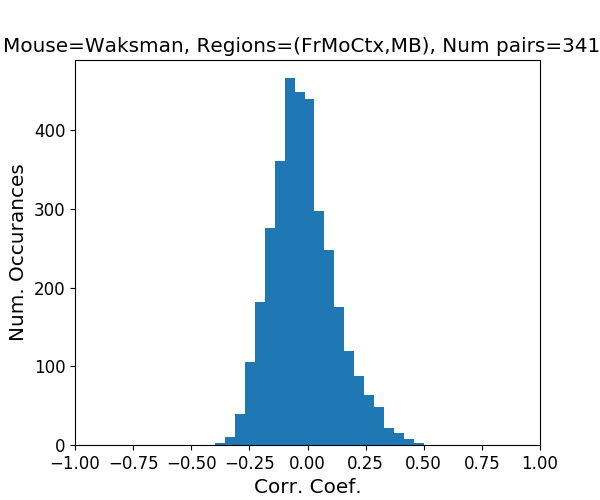 Mouse=Waksman, Regions=(FrMoCtx,MB), Num pairs=341
Num. Occurances
400
300
200
100
0
−1.00 −0.75 −0.50 −0.25 0.00 0.25 0.50 0.75 1.00
Corr. Coef.